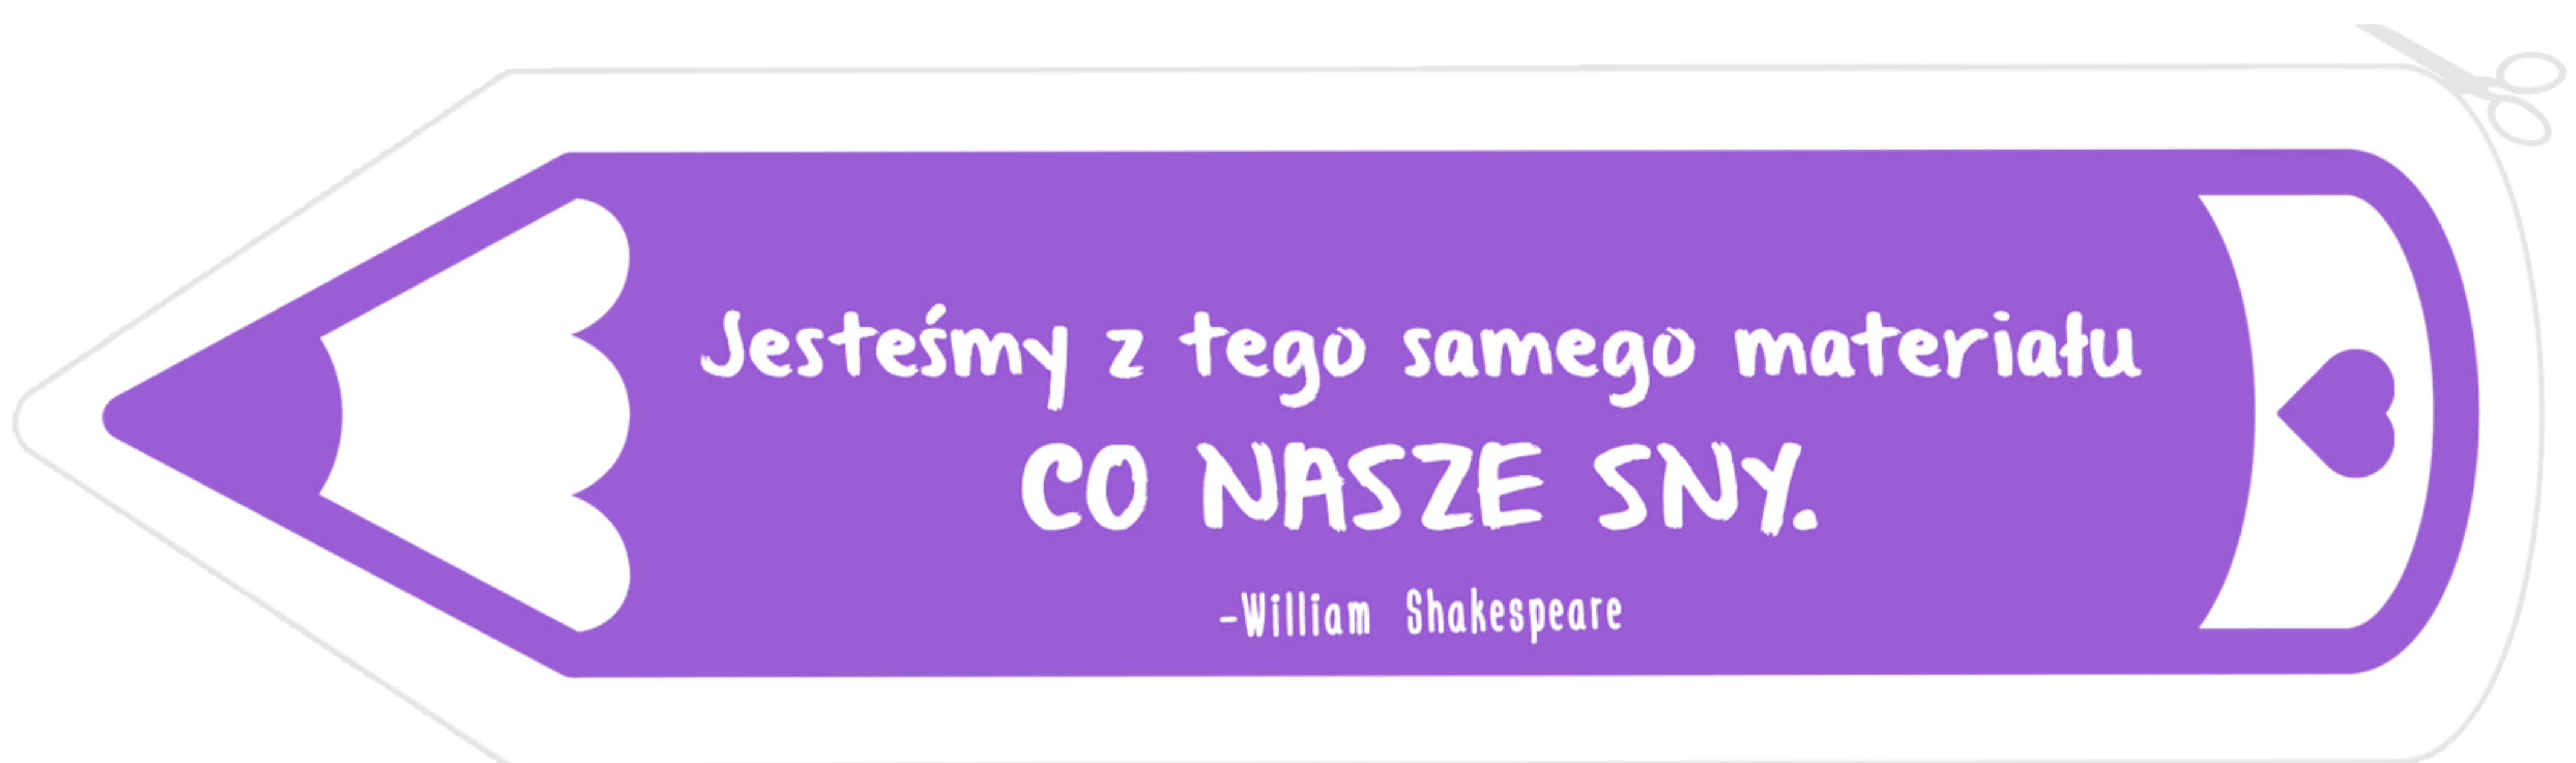 Jesteśmy z tego samego materiału
CO NASZE SNY.
-William Shakespeare